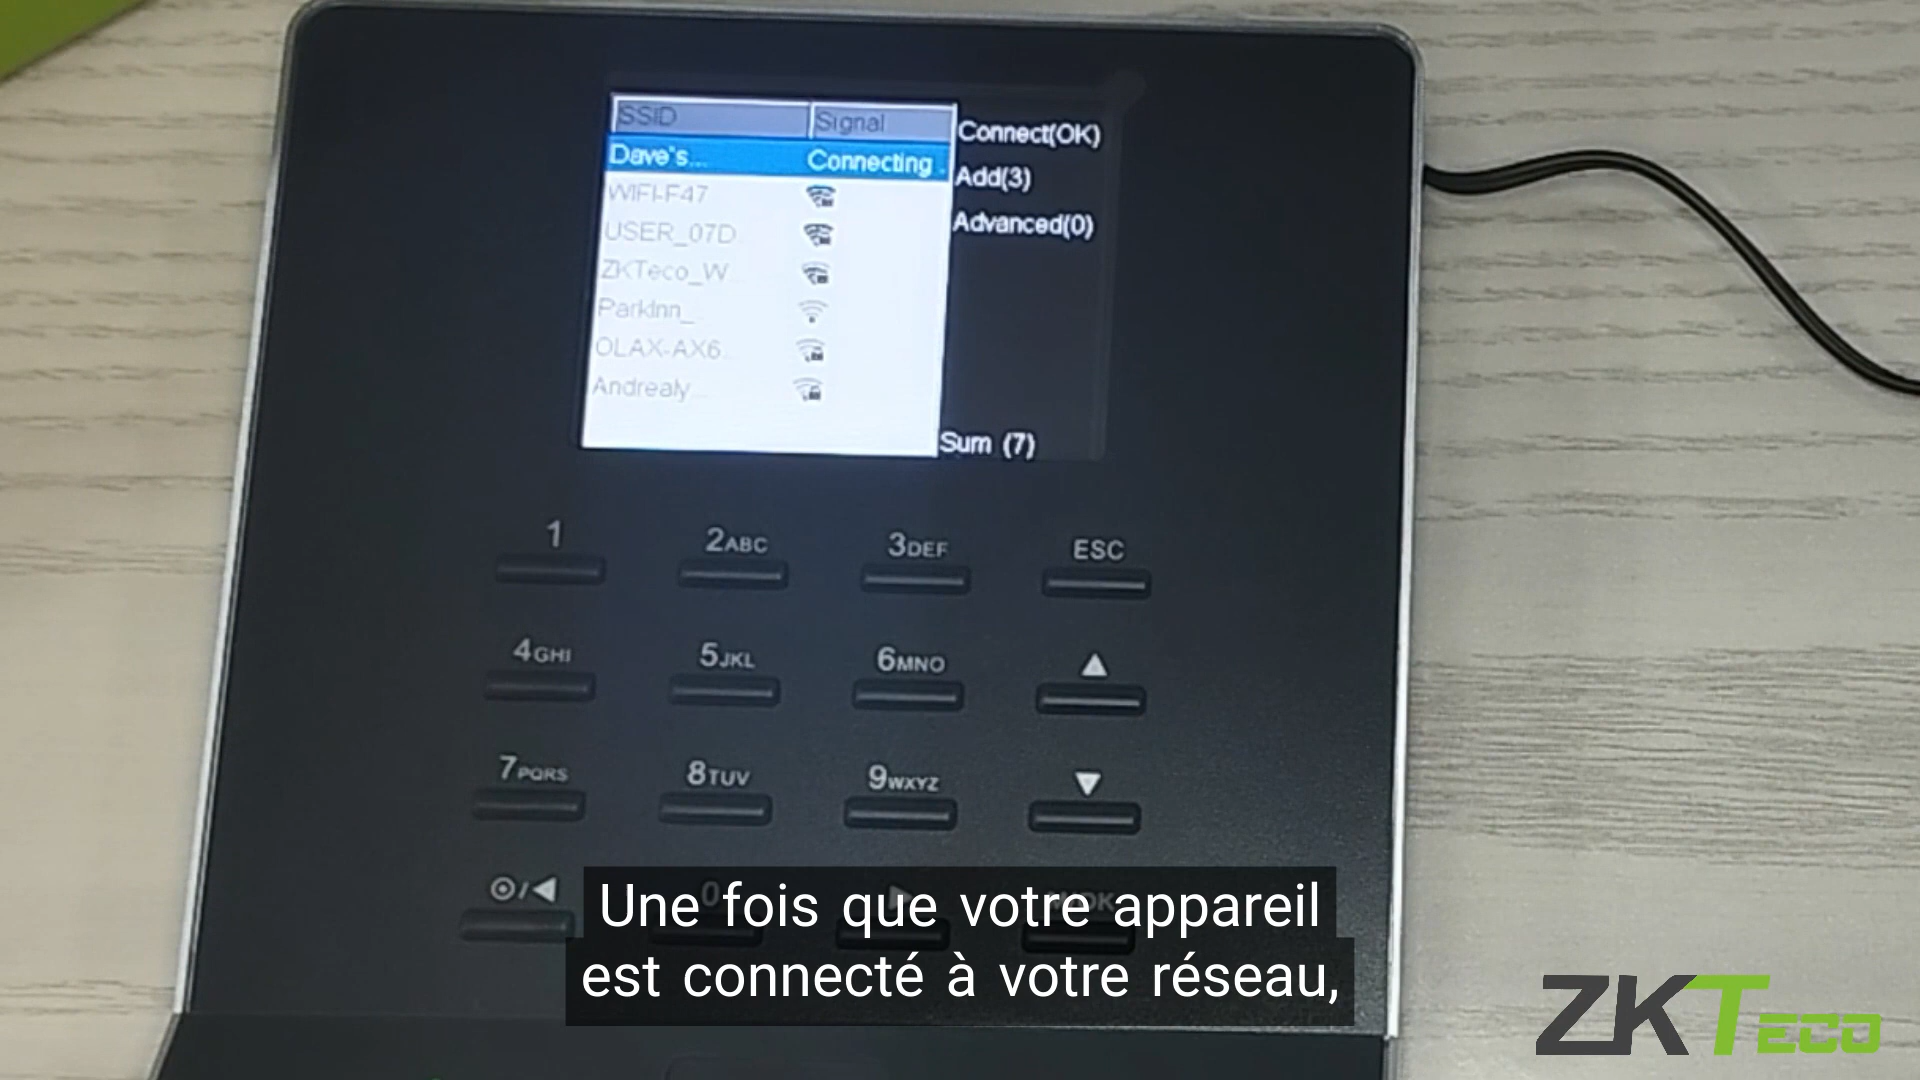 SSID Signal
Dave's... Connecting .
WIFI-F47
USER_07D
ZKTeco_W...
ParkInn_
OLAX-AX6
Andrealy
Connect(OK)
Add(3)
Advanced(0)
Sum (7)
1 2ABC 3DEF ESC
4GHI 5JKL 6MNO
7PQRS 8TUV 9WXYZ
0
Une fois que votre appareil
est connecté à votre réseau,
ZKTeco